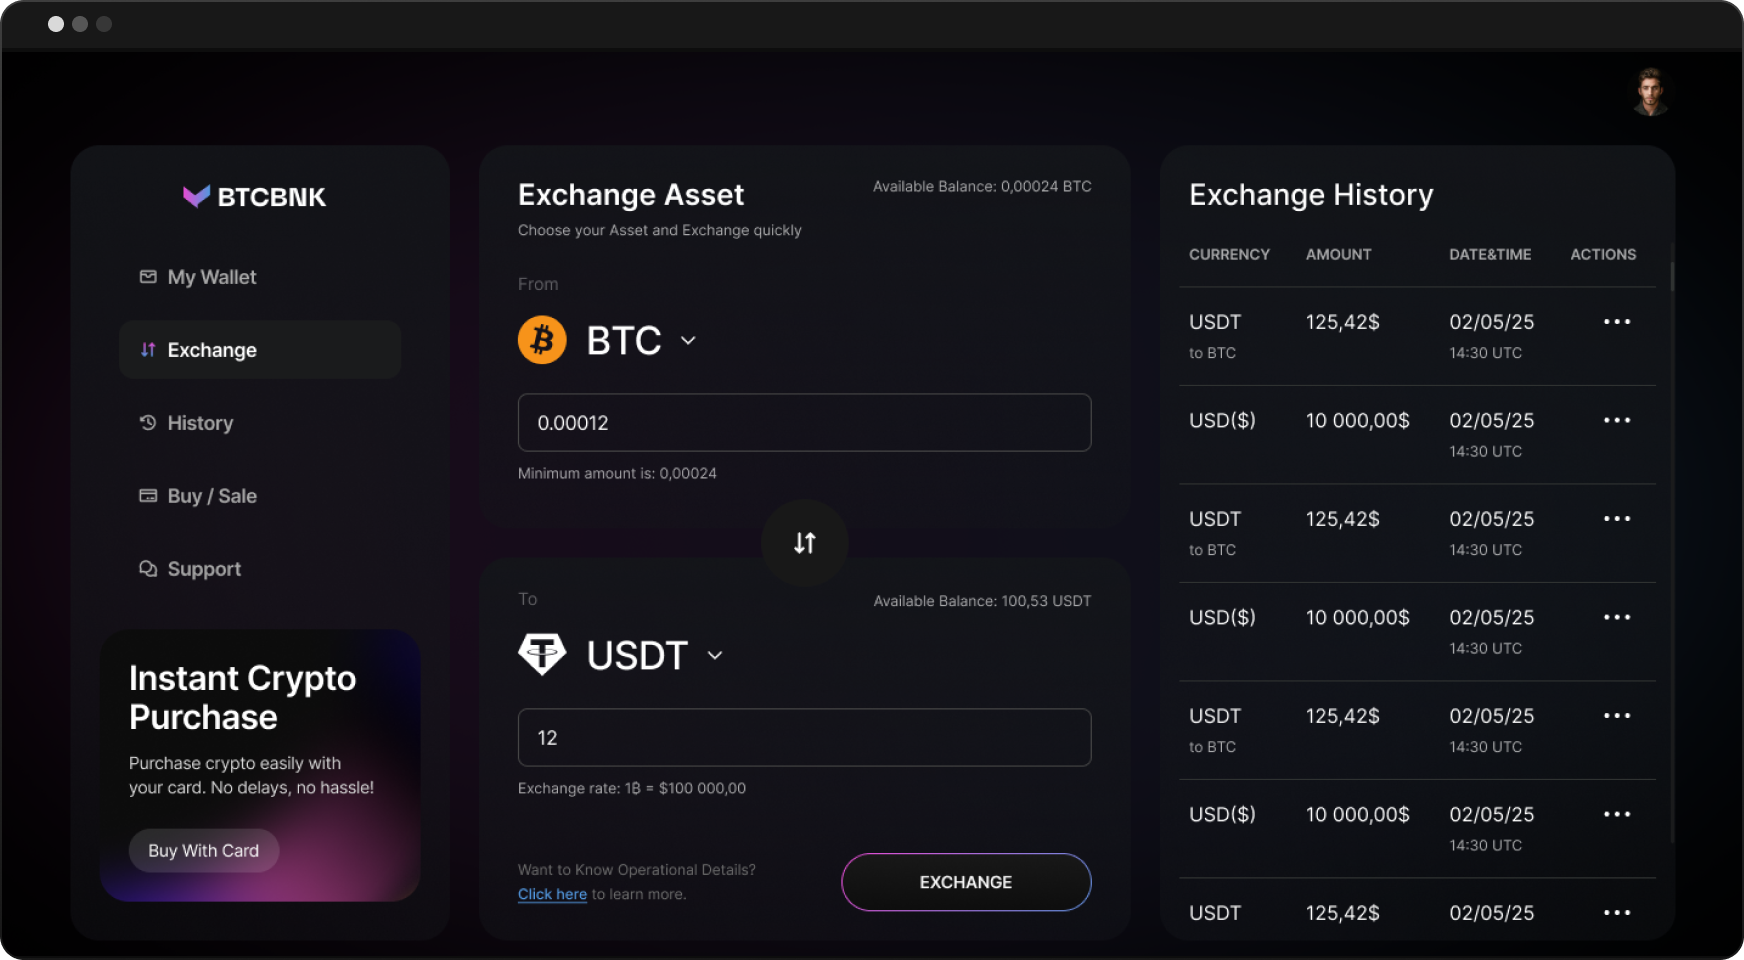 BTCBNK
My Wallet
Exchange
History
Buy / Sale
Support
Instant Crypto
Purchase
Purchase crypto easily with
your card. No delays, no hassle!
Buy With Card
Exchange Asset
Available Balance: 0,00024 BTC
Choose your Asset and Exchange quickly
From
BTC
0.00012
Minimum amount is: 0,00024
To
Available Balance: 100,53 USDT
USDT
12
Exchange rate: 1₿ = $100 000,00
Want to Know Operational Details?
Click here to learn more.
EXCHANGE
Exchange History
CURRENCY AMOUNT DATE&TIME ACTIONS
USDT 125,42$ 02/05/25
to BTC 14:30 UTC
USD($) 10 000,00$ 02/05/25
14:30 UTC
USDT 125,42$ 02/05/25
to BTC 14:30 UTC
USD($) 10 000,00$ 02/05/25
14:30 UTC
USDT 125,42$ 02/05/25
to BTC 14:30 UTC
USD($) 10 000,00$ 02/05/25
14:30 UTC
USDT 125,42$ 02/05/25